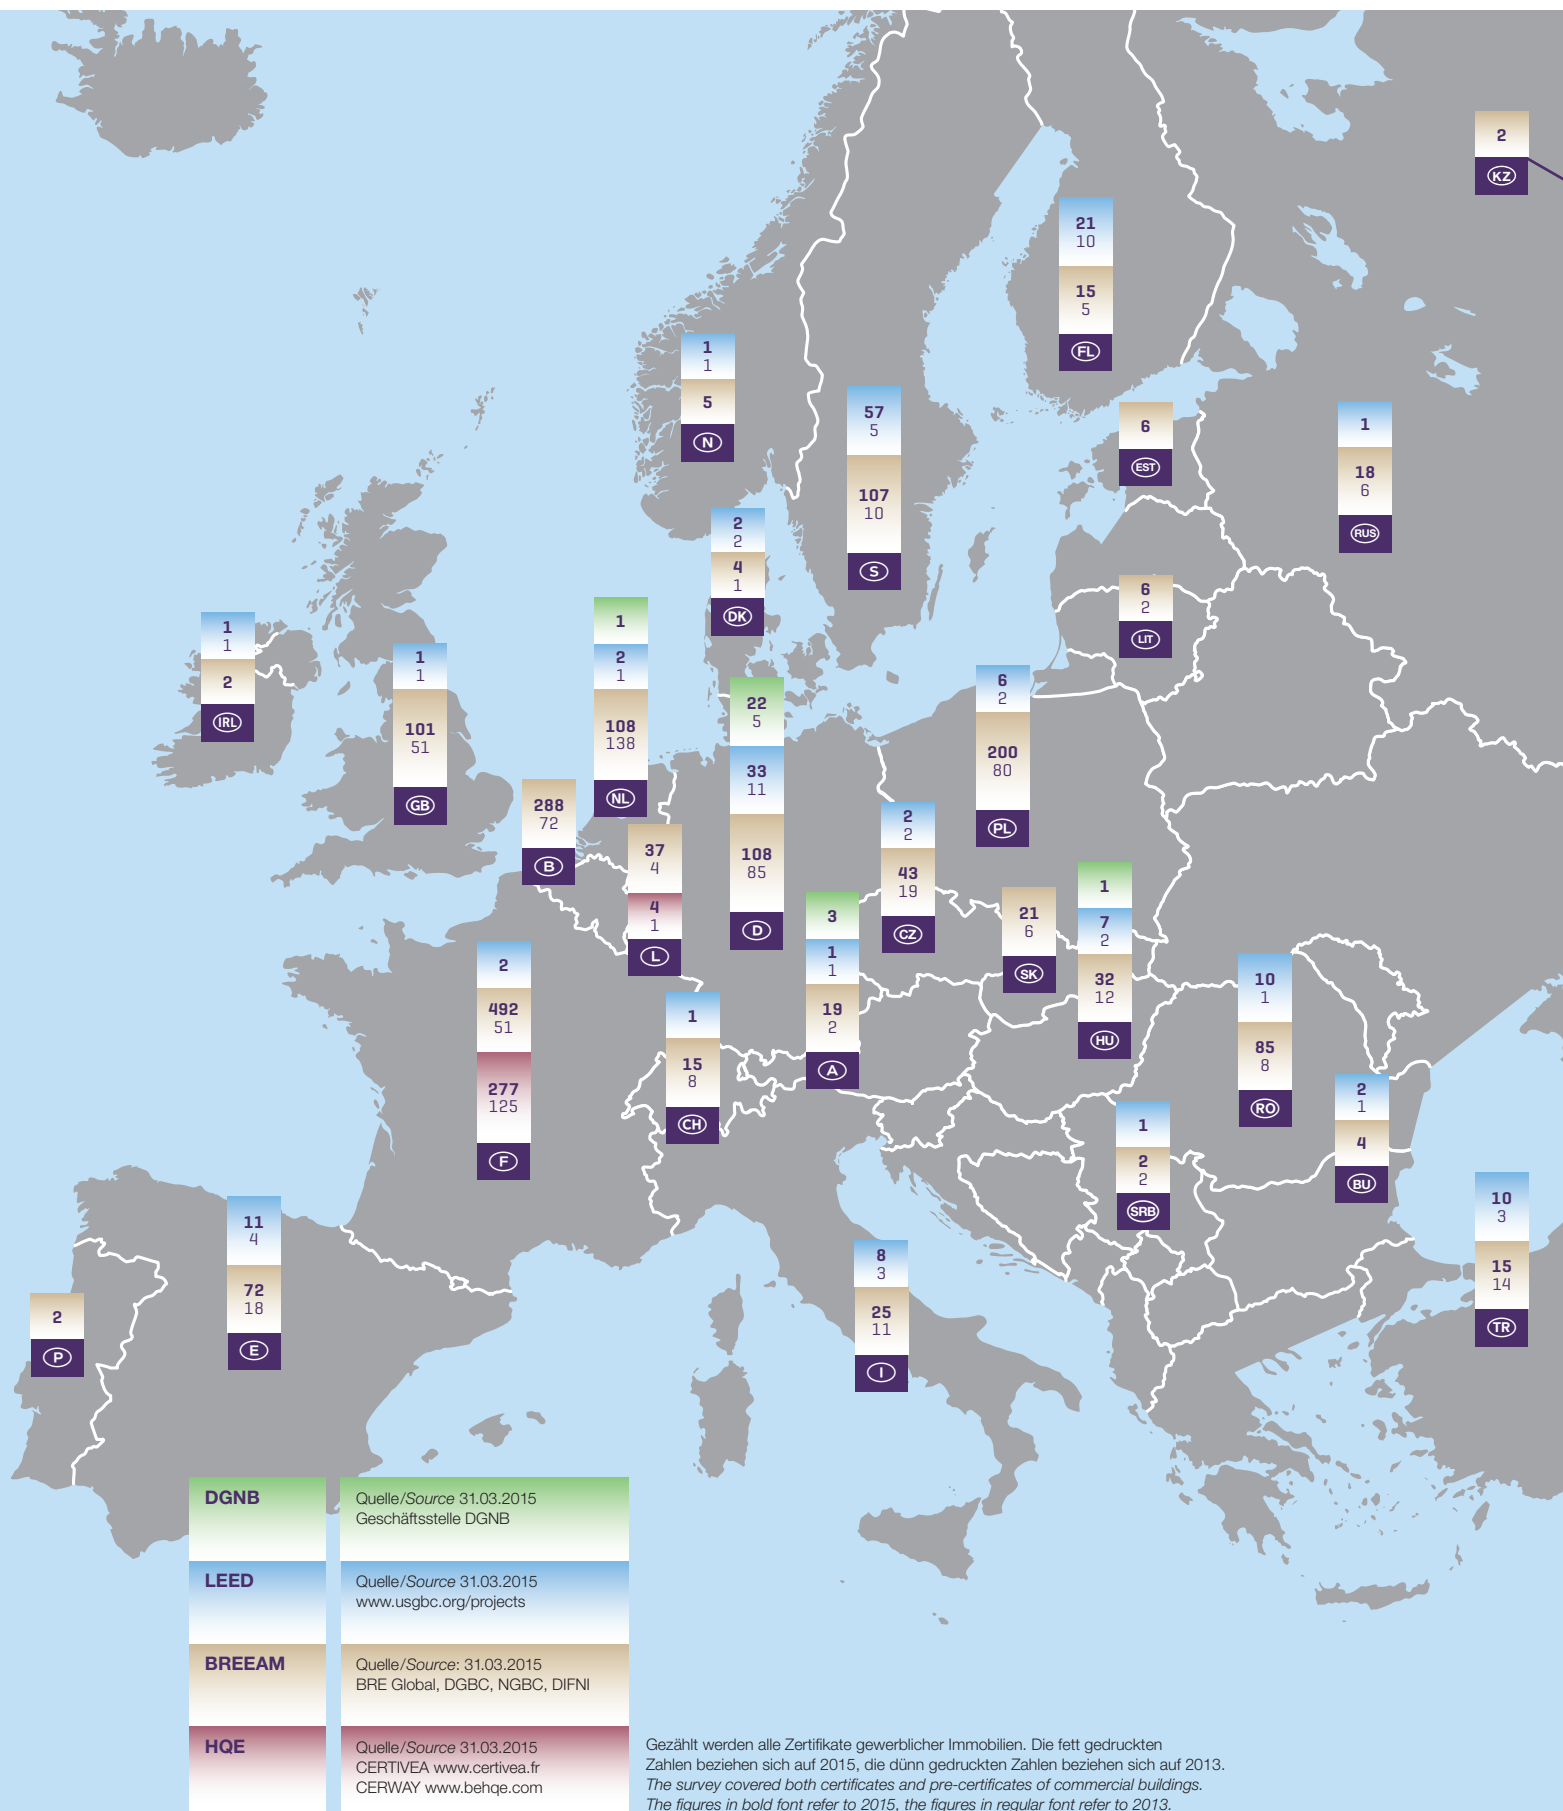 2
KZ
21
10
15
5
FL
1
1
5
N
57
5
107
10
S
6
EST
1
18
6
RUS
2
2
4
1
DK
6
2
LIT
1
1
2
IRL
1
1
101
51
GB
1
2
1
108
138
NL
22
5
33
11
108
85
D
6
2
200
80
PL
288
72
B
37
4
4
1
L
2
2
43
19
CZ
3
1
1
19
2
A
21
6
SK
1
7
2
32
12
HU
2
492
51
277
125
F
1
15
8
CH
10
1
85
8
RO
2
1
4
BU
1
2
2
SRB
10
3
15
14
TR
11
4
72
18
E
2
P
8
3
25
11
I
DGNB
Quelle/Source 31.03.2015
Geschäftsstelle DGNB
LEED
Quelle/Source 31.03.2015
www.usgbc.org/projects
BREEAM
Quelle/Source: 31.03.2015
BRE Global, DGBC, NGBC, DIFNI
HQE
Quelle/Source 31.03.2015
CERTIVEA www.certivea.fr
CERWAY www.behqe.com
Gezählt werden alle Zertifikate gewerblicher Immobilien. Die fett gedruckten
Zahlen beziehen sich auf 2015, die dünn gedruckten Zahlen beziehen sich auf 2013.
The survey covered both certificates and pre-certificates of commercial buildings.
The figures in bold font refer to 2015, the figures in regular font refer to 2013.